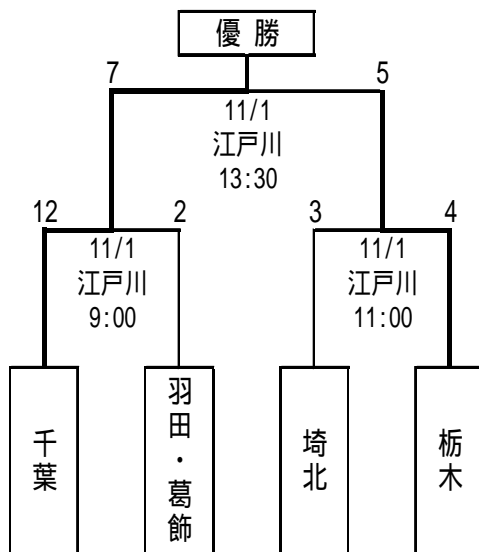 優勝
7 5
11/1
江戸川
13:30
12 2 3 4
11/1 11/1
江戸川 江戸川
9:00 11:00
千葉
羽田・葛飾
埼北
栃木